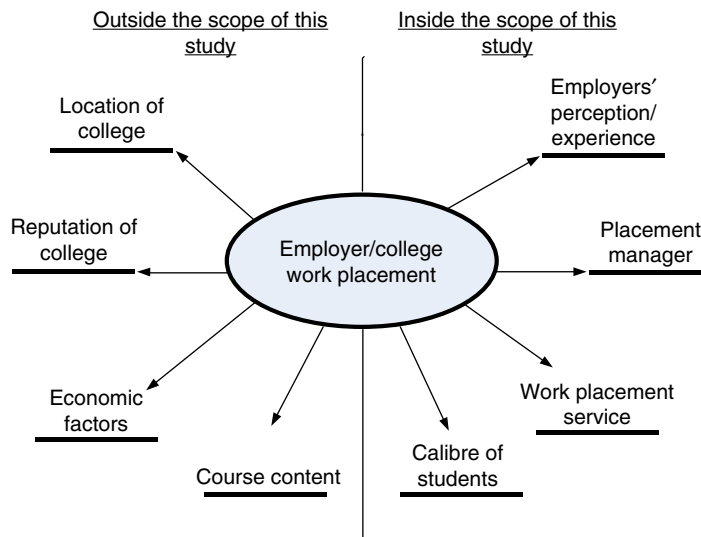 Outside the scope of this
study
Inside the scope of this
study
Location of
college
Employers′
perception/
experience
Reputation of
college
Employer/college
work placement
Placement
manager
Economic
factors
Work placement
service
Course content
Calibre of
students